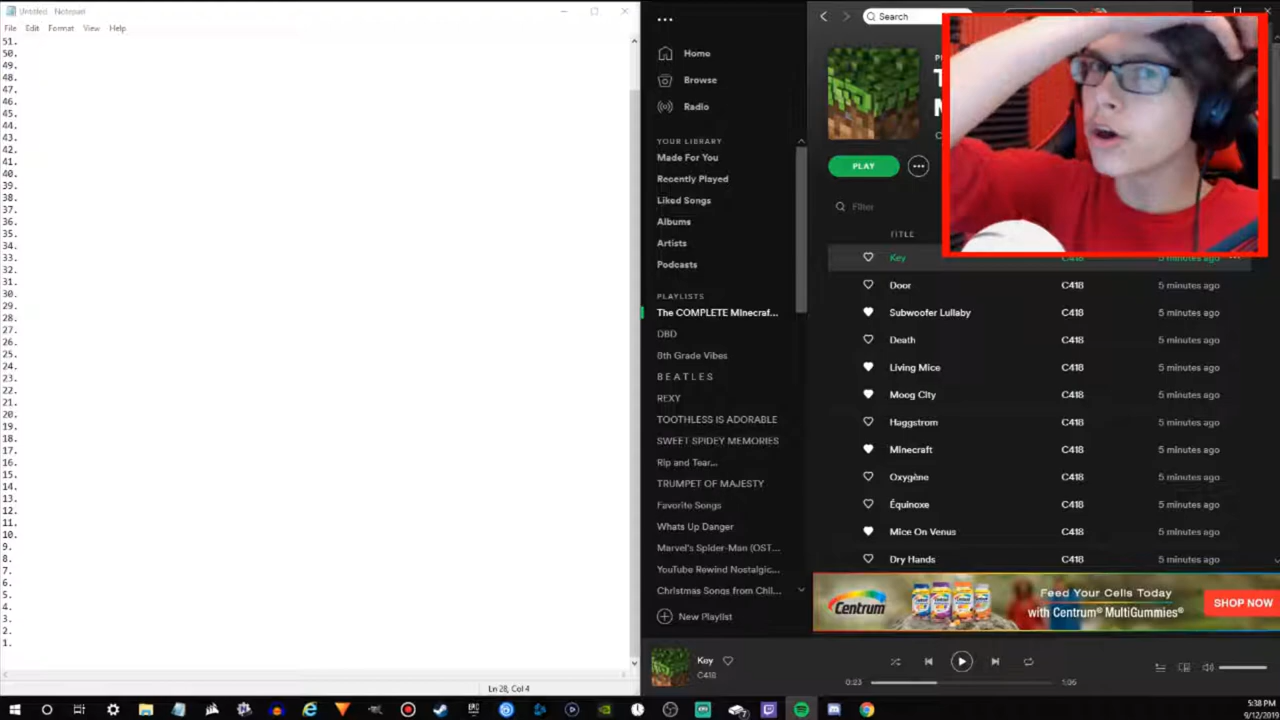 Untitled - Notepad
File Edit Format View Help
51.
50.
49.
48.
47.
46.
45.
44.
43.
42.
41.
40.
39.
38.
37.
36.
35.
34.
33.
32.
31.
30.
29.
28.
27.
26.
25.
24.
23.
22.
21.
20.
19.
18.
17.
16.
15.
14.
13.
12.
11.
10.
9.
8.
7.
6.
5.
4.
3.
2.
1.
Ln 28, Col 4
Search
Home
Browse
Radio
YOUR LIBRARY
Made For You
Recently Played
Liked Songs
Albums
Artists
Podcasts
PLAYLISTS
The COMPLETE Minecraf...
DBD
8th Grade Vibes
B E A T L E S
REXY
TOOTHLESS IS ADORABLE
SWEET SPIDEY MEMORIES
Rip and Tear...
TRUMPET OF MAJESTY
Favorite Songs
Whats Up Danger
Marvel's Spider-Man (OST...
YouTube Rewind Nostalgic...
Christmas Songs from Chil...
New Playlist
PLAY
Filter
TITLE
Key C418 5 minutes ago
Door C418 5 minutes ago
Subwoofer Lullaby C418 5 minutes ago
Death C418 5 minutes ago
Living Mice C418 5 minutes ago
Moog City C418 5 minutes ago
Haggstrom C418 5 minutes ago
Minecraft C418 5 minutes ago
Oxygène C418 5 minutes ago
Équinoxe C418 5 minutes ago
Mice On Venus C418 5 minutes ago
Dry Hands C418 5 minutes ago
Centrum
Feed Your Cells Today
with Centrum® MultiGummies®
SHOP NOW
Key
C418
0:23
1:05
5:38 PM
9/12/2019